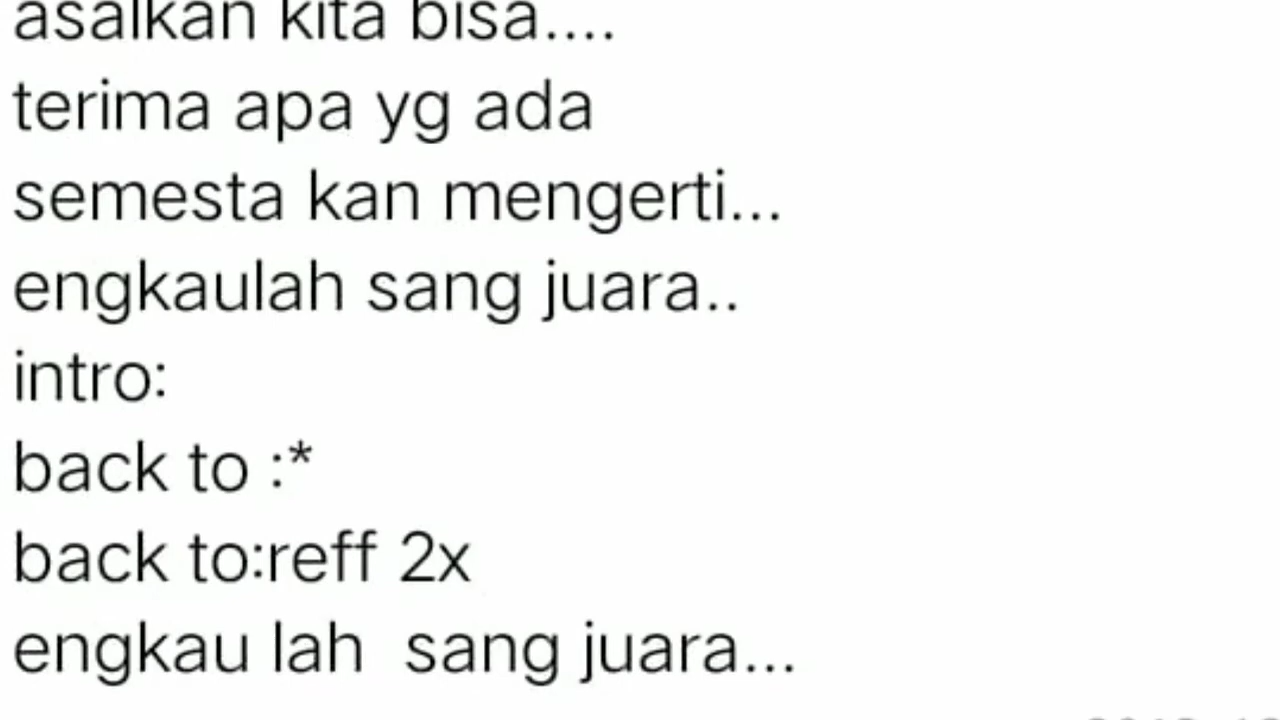 asalkan kita bisa....
terima apa yg ada
semesta kan mengerti...
engkaulah sang juara..
intro:
back to :*
back to:reff 2x
engkau lah  sang juara...